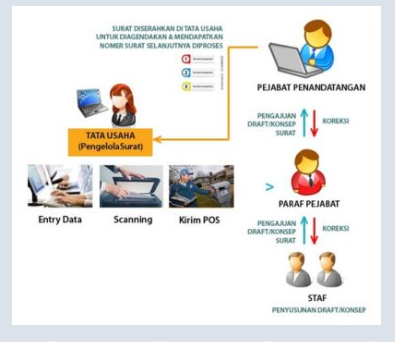 SURAT DISERAHKAN DI TATA USAHA
UNTUK DIAGENDAKAN & MENDAPATKAN
NOMER SURAT SELANJUTNYA DIPROSES
PEJABAT PENANDATANGAN
PENGAJUAN
DRAFT/KONSEP
SURAT
KOREKSI
TATA USAHA
(Pengelola Surat)
Entry Data
Scanning
Kirim POS
>
PARAF PEJABAT
PENGAJUAN
DRAFT/KONSEP
SURAT
KOREKSI
STAF
PENYUSUNAN DRAFT/KONSEP